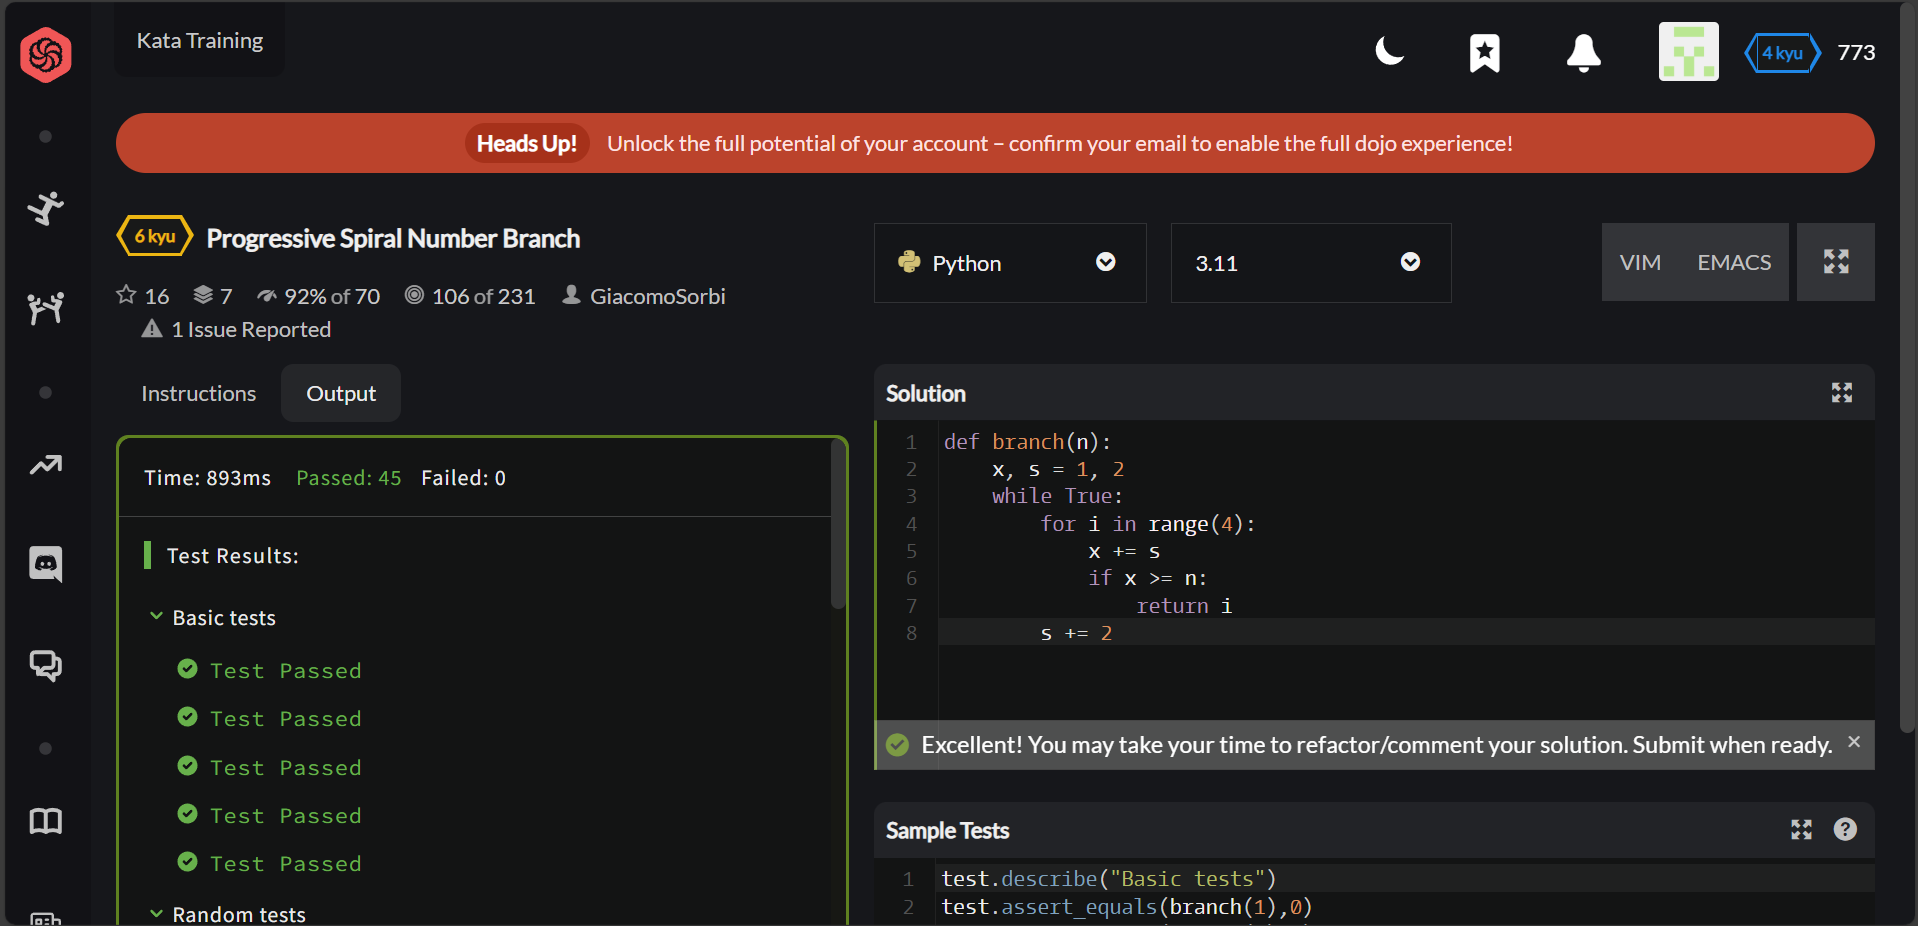 Kata Training
4 kyu 773
Heads Up! Unlock the full potential of your account – confirm your email to enable the full dojo experience!
6 kyu Progressive Spiral Number Branch
16 7 92% of 70 106 of 231 GiacomoSorbi
1 Issue Reported
Python
3.11
VIM EMACS
Instructions Output
Time: 893ms Passed: 45 Failed: 0
Test Results:
Basic tests
Test Passed
Test Passed
Test Passed
Test Passed
Test Passed
Random tests
Solution
1 def branch(n):
2     x, s = 1, 2
3     while True:
4         for i in range(4):
5             x += s
6             if x >= n:
7                 return i
8         s += 2
Excellent! You may take your time to refactor/comment your solution. Submit when ready.
Sample Tests
1 test.describe("Basic tests")
2 test.assert_equals(branch(1),0)